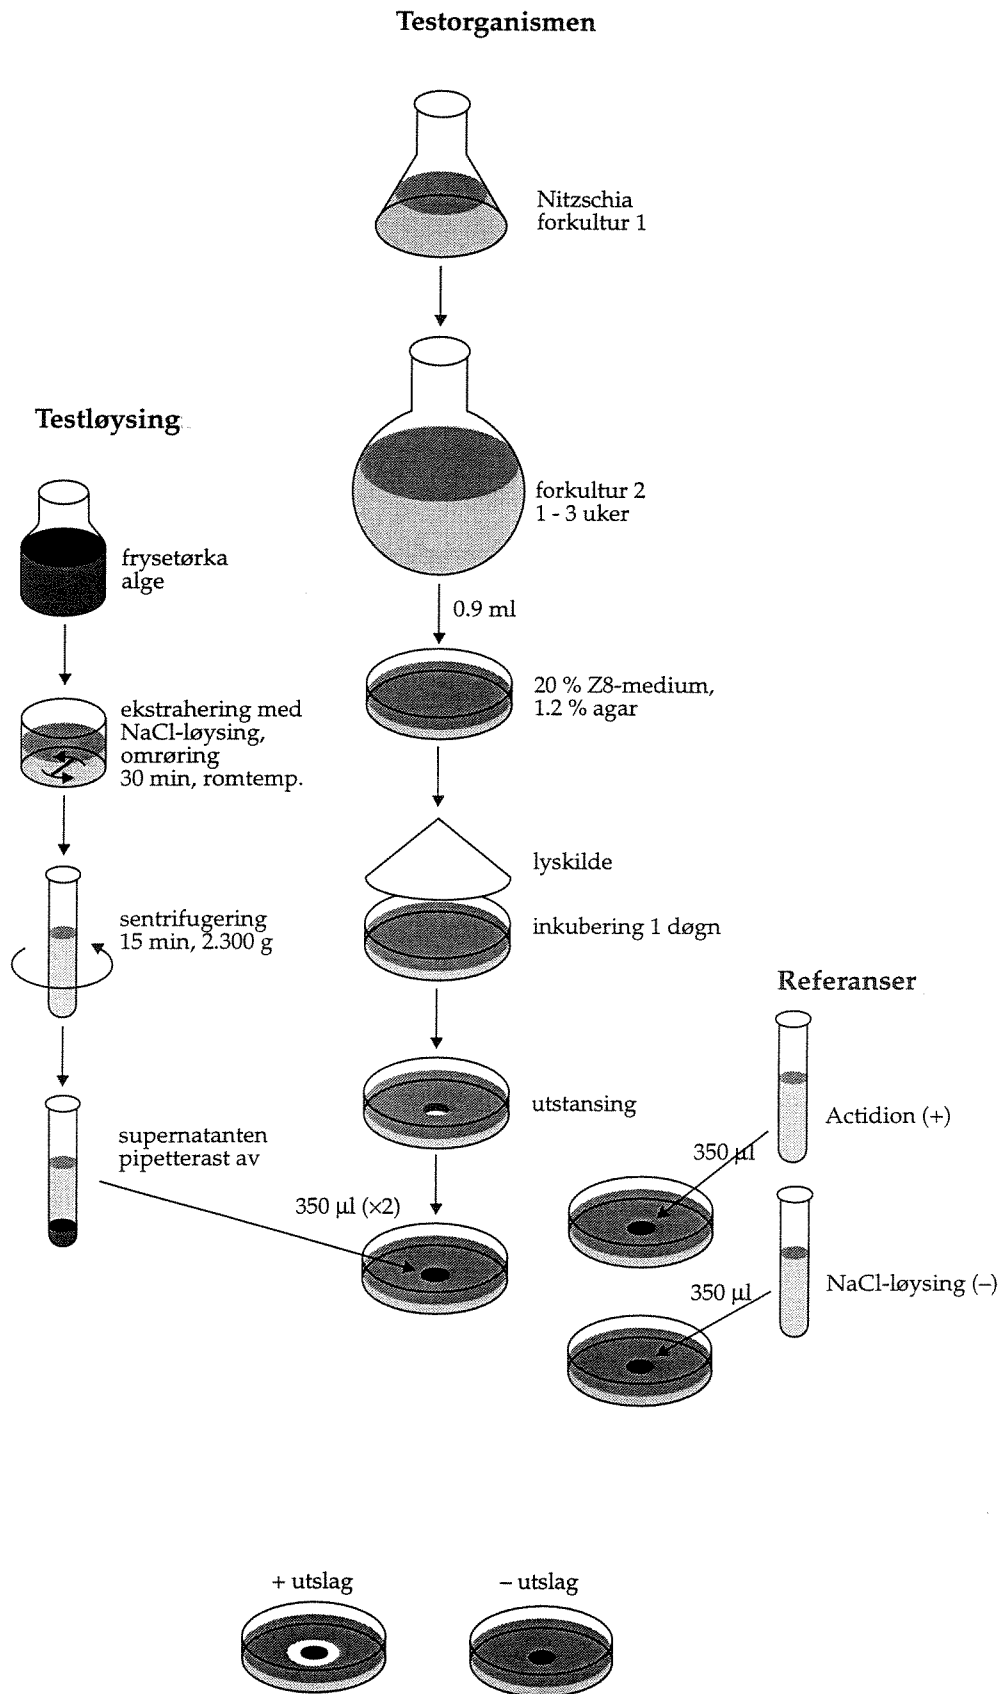 Testorganismen
Nitzschia
forkultur 1
Testløysing
forkultur 2
1 - 3 uker
frysetørka
alge
0.9 ml
20 % Z8-medium,
1.2 % agar
ekstrahering med
NaCl-løysing,
omrøring
30 min, romtemp.
lyskilde
inkubering 1 døgn
sentrifugering
15 min, 2.300 g
Referanser
utstansing
Actidion (+)
supernatanten
pipetterast av
350 µl
350 µl (×2)
NaCl-løysing (–)
350 µl
+ utslag
– utslag